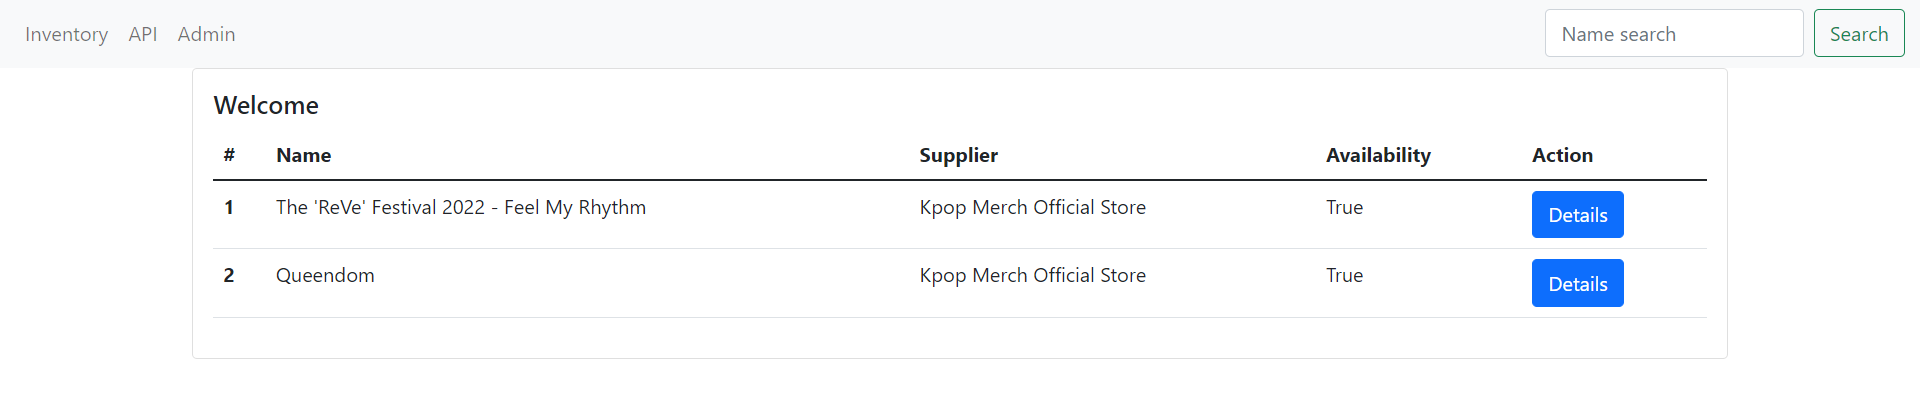 Inventory API Admin Name search Search
Welcome
# Name Supplier Availability Action
1 The 'ReVe' Festival 2022 - Feel My Rhythm Kpop Merch Official Store True Details
2 Queendom Kpop Merch Official Store True Details